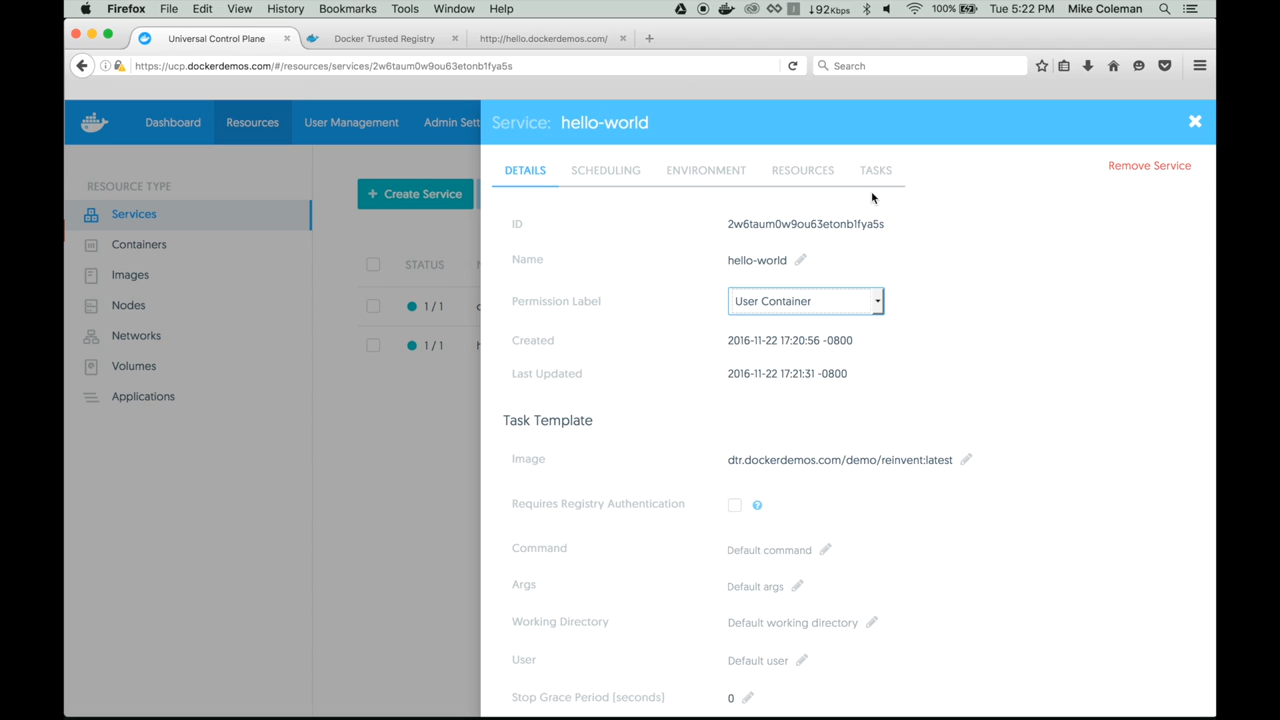 Firefox File Edit View History Bookmarks Tools Window Help 92Kbps 100% Tue 5:22 PM Mike Coleman
Universal Control Plane × Docker Trusted Registry × http://hello.dockerdemos.com/ × +
https://ucp.dockerdemos.com/#/resources/services/2w6taum0w9ou63etonb1fya5s Search
Dashboard Resources User Management Admin Sett
Service: hello-world
DETAILS SCHEDULING ENVIRONMENT RESOURCES TASKS
Remove Service
RESOURCE TYPE
Services
Containers
Images
Nodes
Networks
Volumes
Applications
+ Create Service
STATUS
1 / 1
1 / 1
ID 2w6taum0w9ou63etonb1fya5s
Name hello-world
Permission Label User Container
Created 2016-11-22 17:20:56 -0800
Last Updated 2016-11-22 17:21:31 -0800
Task Template
Image dtr.dockerdemos.com/demo/reinvent:latest
Requires Registry Authentication ?
Command Default command
Args Default args
Working Directory Default working directory
User Default user
Stop Grace Period (seconds) 0